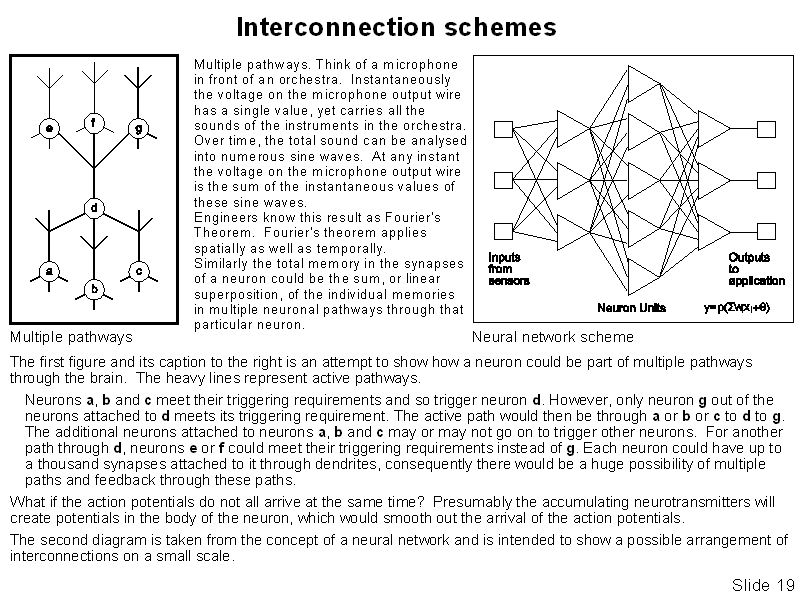 Interconnection schemes
e
f
g
d
a
b
c
Multiple pathways
Multiple pathways. Think of a microphone
in front of an orchestra.  Instantaneously
the voltage on the microphone output wire
has a single value, yet carries all the
sounds of the instruments in the orchestra.
Over time, the total sound can be analysed
into numerous sine waves.  At any instant
the voltage on the microphone output wire
is the sum of the instantaneous values of
these sine waves.
Engineers know this result as Fourier's
Theorem.  Fourier's theorem applies
spatially as well as temporally.
Similarly the total memory in the synapses
of a neuron could be the sum, or linear
superposition, of the individual memories
in multiple neuronal pathways through that
particular neuron.
Inputs
from
sensors
Outputs
to
application
Neuron Units
Neural network scheme
The first figure and its caption to the right is an attempt to show how a neuron could be part of multiple pathways
through the brain.  The heavy lines represent active pathways.
Neurons a, b and c meet their triggering requirements and so trigger neuron d. However, only neuron g out of the
neurons attached to d meets its triggering requirement. The active path would then be through a or b or c to d to g.
The additional neurons attached to neurons a, b and c may or may not go on to trigger other neurons.  For another
path through d, neurons e or f could meet their triggering requirements instead of g. Each neuron could have up to
a thousand synapses attached to it through dendrites, consequently there would be a huge possibility of multiple
paths and feedback through these paths.
What if the action potentials do not all arrive at the same time?  Presumably the accumulating neurotransmitters will
create potentials in the body of the neuron, which would smooth out the arrival of the action potentials.
The second diagram is taken from the concept of a neural network and is intended to show a possible arrangement of
interconnections on a small scale.
Slide 19